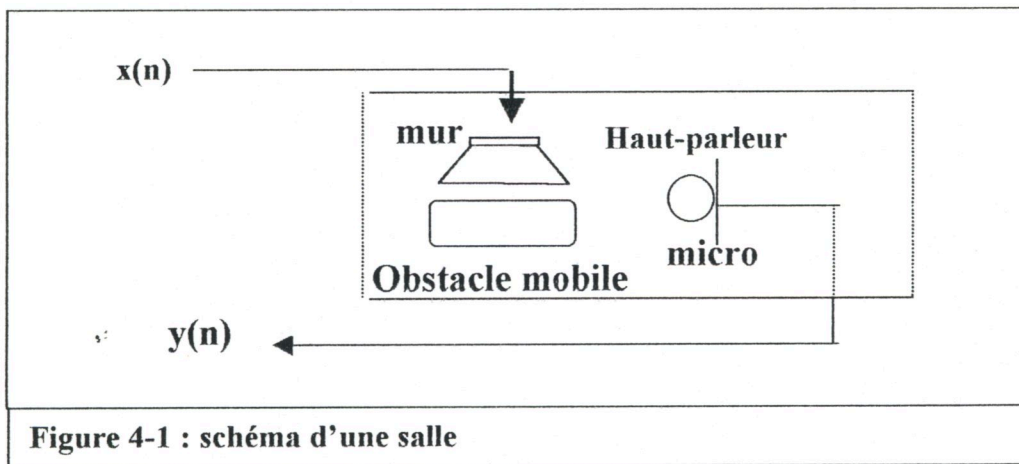 x(n)
mur
Haut-parleur
micro
Obstacle mobile
y(n)
Figure 4-1 : schéma d'une salle